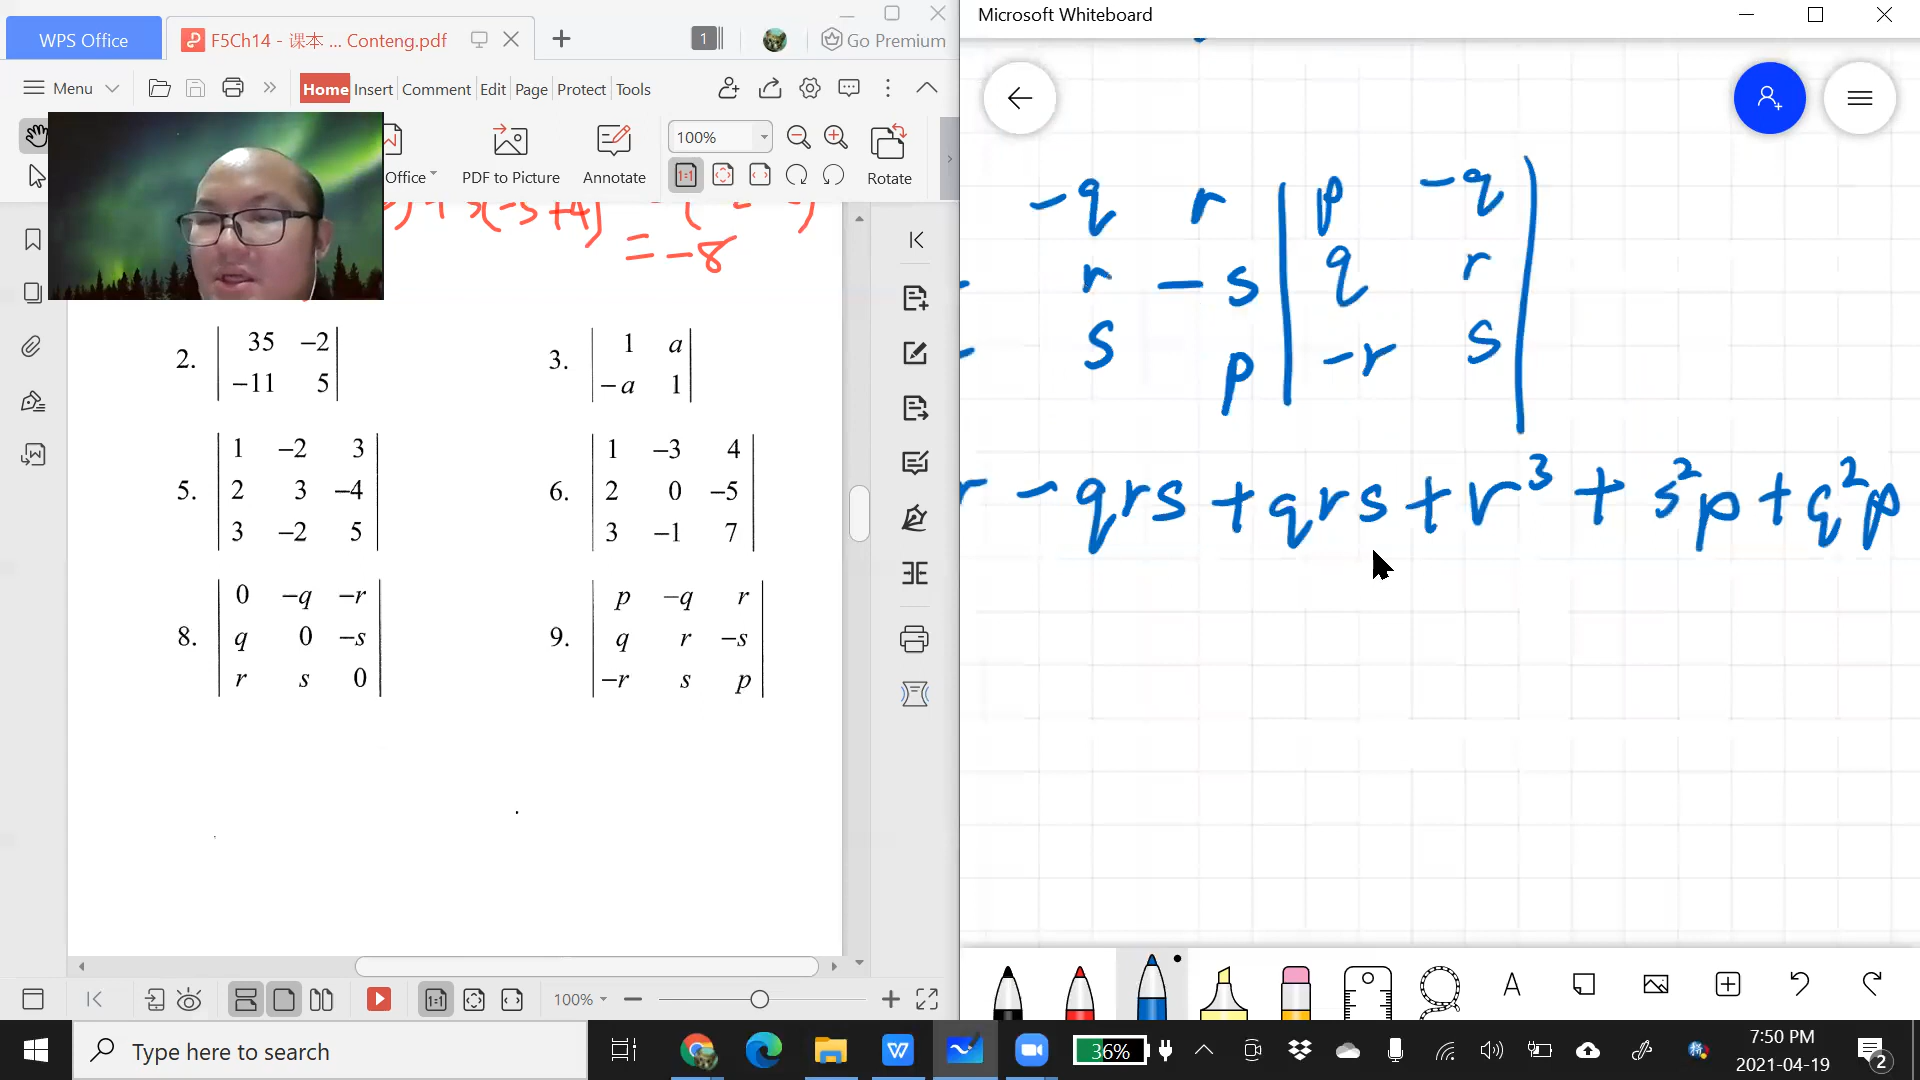 WPS Office
F5Ch14 - 课本 ... Conteng.pdf
1
Go Premium
Microsoft Whiteboard
Menu
Home Insert Comment Edit Page Protect Tools
100%
Office
PDF to Picture
Annotate
Rotate
= -8
2. | 35 −2 |
| −11 5 |
3. | 1 a |
| −a 1 |
5. | 1 −2 3 |
| 2 3 −4 |
| 3 −2 5 |
6. | 1 −3 4 |
| 2 0 −5 |
| 3 −1 7 |
8. | 0 −q −r |
| q 0 −s |
| r s 0 |
9. | p −q r |
| q r −s |
| −r s p |
-q r | p -q |
r -s | q r |
s p | -r s |
r - qrs + qrs + r³ + s²p + q²p
100%
Type here to search
36%
7:50 PM
2021-04-19
2